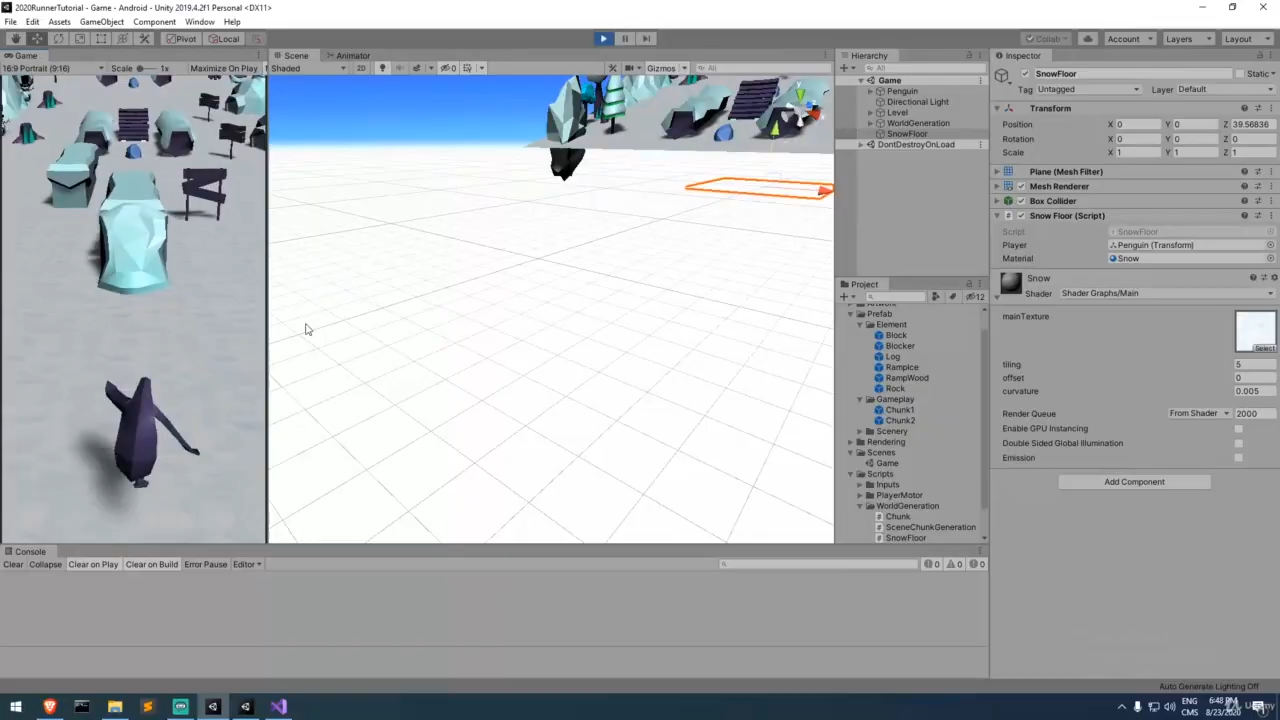 2020RunnerTutorial - Game - Android - Unity 2019.4.2f1 Personal <DX11>
File Edit Assets GameObject Component Window Help
Pivot Local Collab Account Layers Layout
Game Scene Animator Hierarchy Inspector
16:9 Portrait (9:16) Scale 1x Maximize On Play Shaded 2D 0 Gizmos All All
Game
Penguin
Directional Light
Level
WorldGeneration
SnowFloor
DontDestroyOnLoad
SnowFloor Static
Tag Untagged Layer Default
Transform
Position X 0 Y 0 Z 39.56836
Rotation X 0 Y 0 Z 0
Scale X 1 Y 1 Z 1
Plane (Mesh Filter)
Mesh Renderer
Box Collider
Snow Floor (Script)
Script SnowFloor
Player Penguin (Transform)
Material Snow
Snow
Shader Shader Graphs/Main
mainTexture
Select
tiling 5
offset 0
curvature 0.005
Render Queue From Shader 2000
Enable GPU Instancing
Double Sided Global Illumination
Emission
Add Component
Project
12
Prefab
Element
Block
Blocker
Log
RampIce
RampWood
Rock
Gameplay
Chunk1
Chunk2
Scenery
Rendering
Scenes
Game
Scripts
Inputs
PlayerMotor
WorldGeneration
Chunk
SceneChunkGeneration
SnowFloor
Console
Clear Collapse Clear on Play Clear on Build Error Pause Editor 0 0 0
Auto Generate Lighting Off
ENG 6:48 PM
CMS 8/23/2020